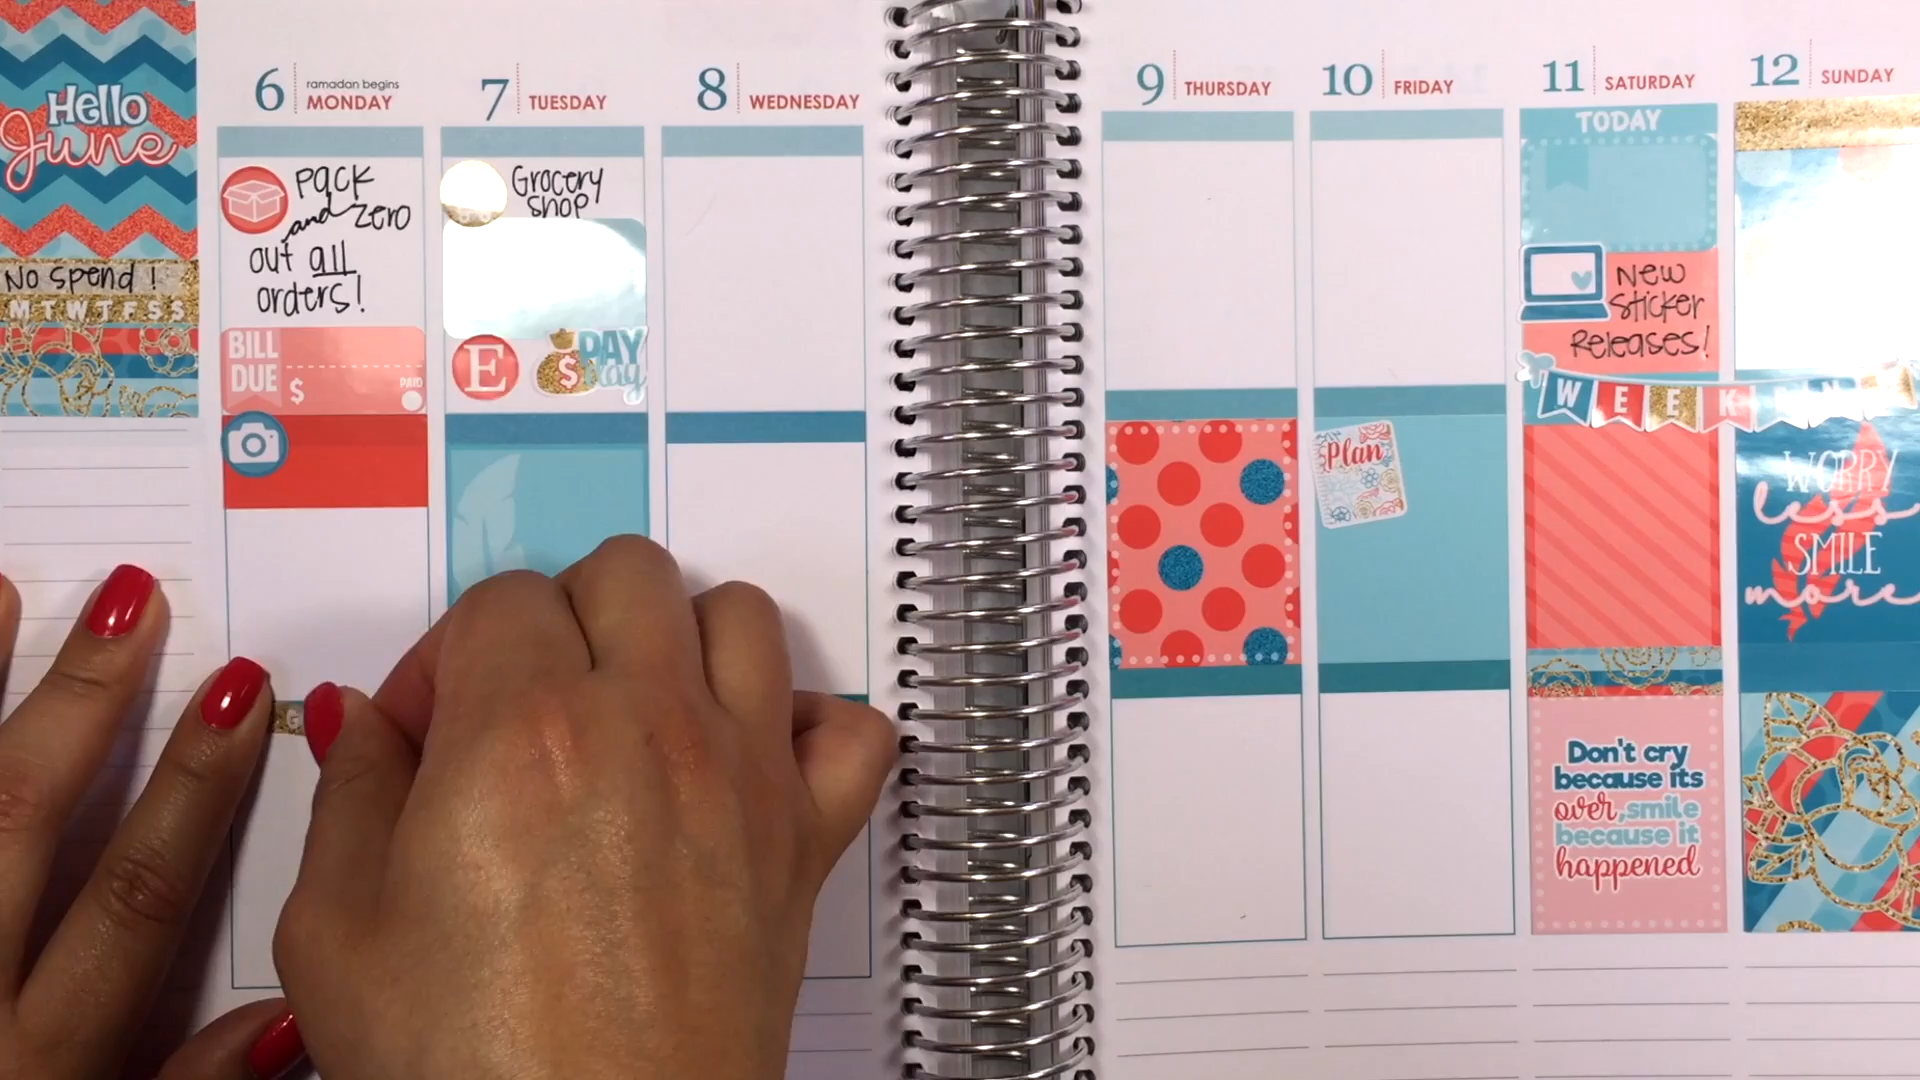 Hello
June
No Spend !
M T W T F S S
6
ramadan begins
MONDAY
Pack
and zero
out all
orders!
BILL
DUE
$
PAID
7
TUESDAY
Grocery
shop
E
$
PAY
day
8
WEDNESDAY
9
THURSDAY
10
FRIDAY
Plan
11
SATURDAY
TODAY
New
Sticker
Releases!
WEEK
Don't cry
because its
over, smile
because it
happened
12
SUNDAY
WORRY
less
SMILE
more